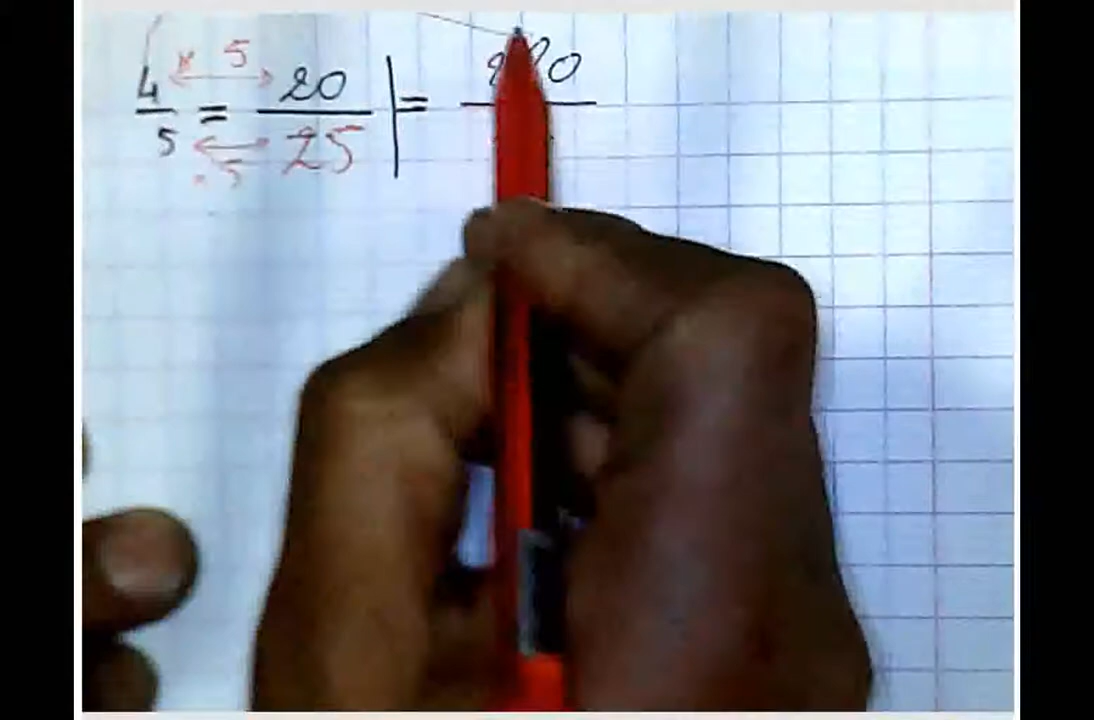 × 5
4 = 20 | =
5 25
× 5